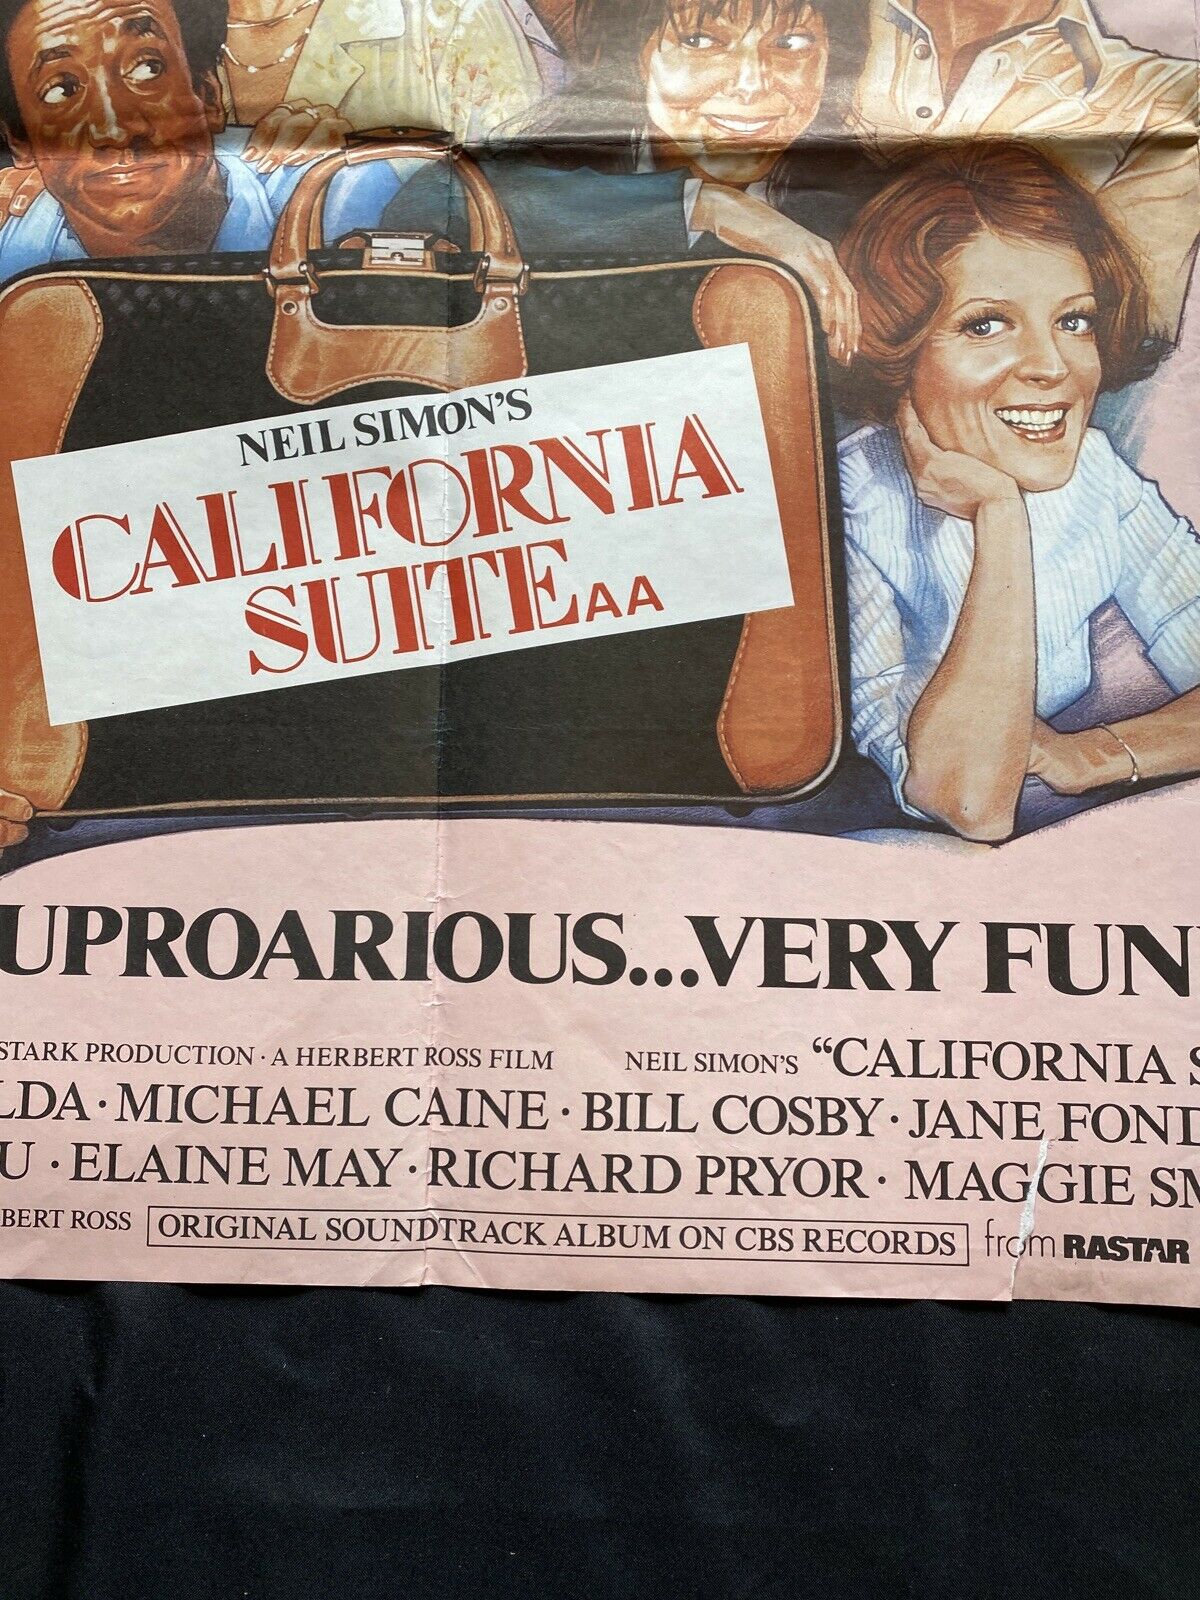 NEIL SIMON'S
CALIFORNIA
SUITE AA
UPROARIOUS...VERY FUN
STARK PRODUCTION · A HERBERT ROSS FILM NEIL SIMON'S “CALIFORNIA S
LDA · MICHAEL CAINE · BILL COSBY · JANE FOND
U · ELAINE MAY · RICHARD PRYOR · MAGGIE SM
BERT ROSS ORIGINAL SOUNDTRACK ALBUM ON CBS RECORDS from RASTAR